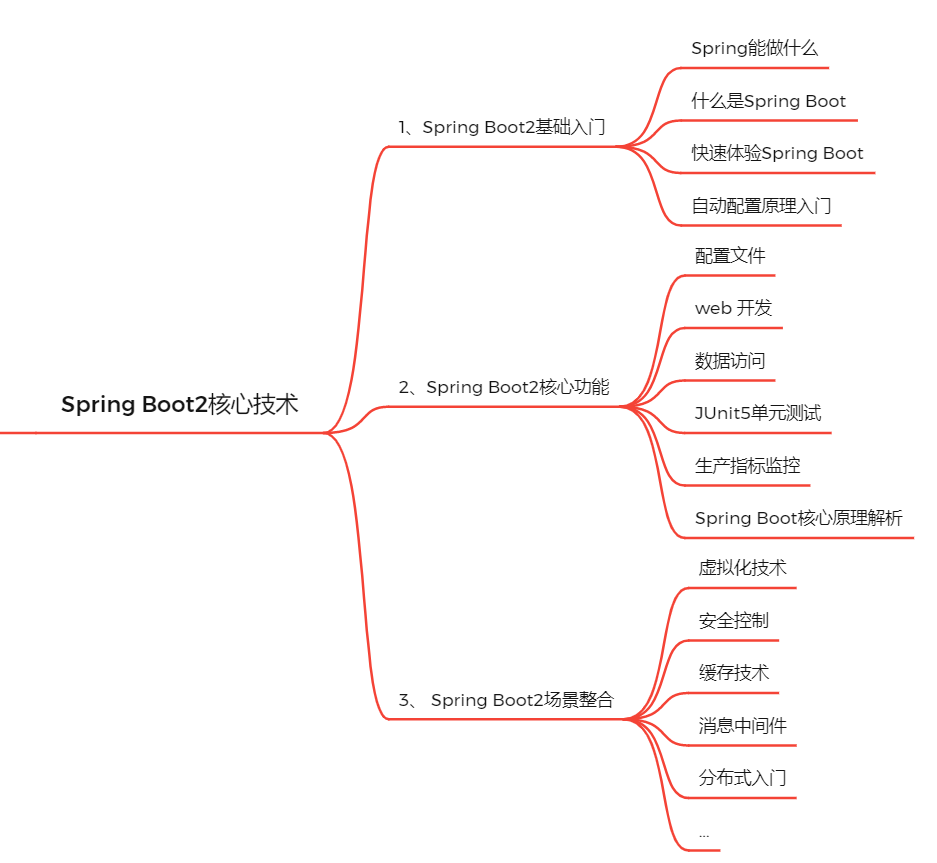 Spring Boot2核心技术
1、Spring Boot2基础入门
Spring能做什么
什么是Spring Boot
快速体验Spring Boot
自动配置原理入门
2、Spring Boot2核心功能
配置文件
web 开发
数据访问
JUnit5单元测试
生产指标监控
Spring Boot核心原理解析
3、 Spring Boot2场景整合
虚拟化技术
安全控制
缓存技术
消息中间件
分布式入门
...